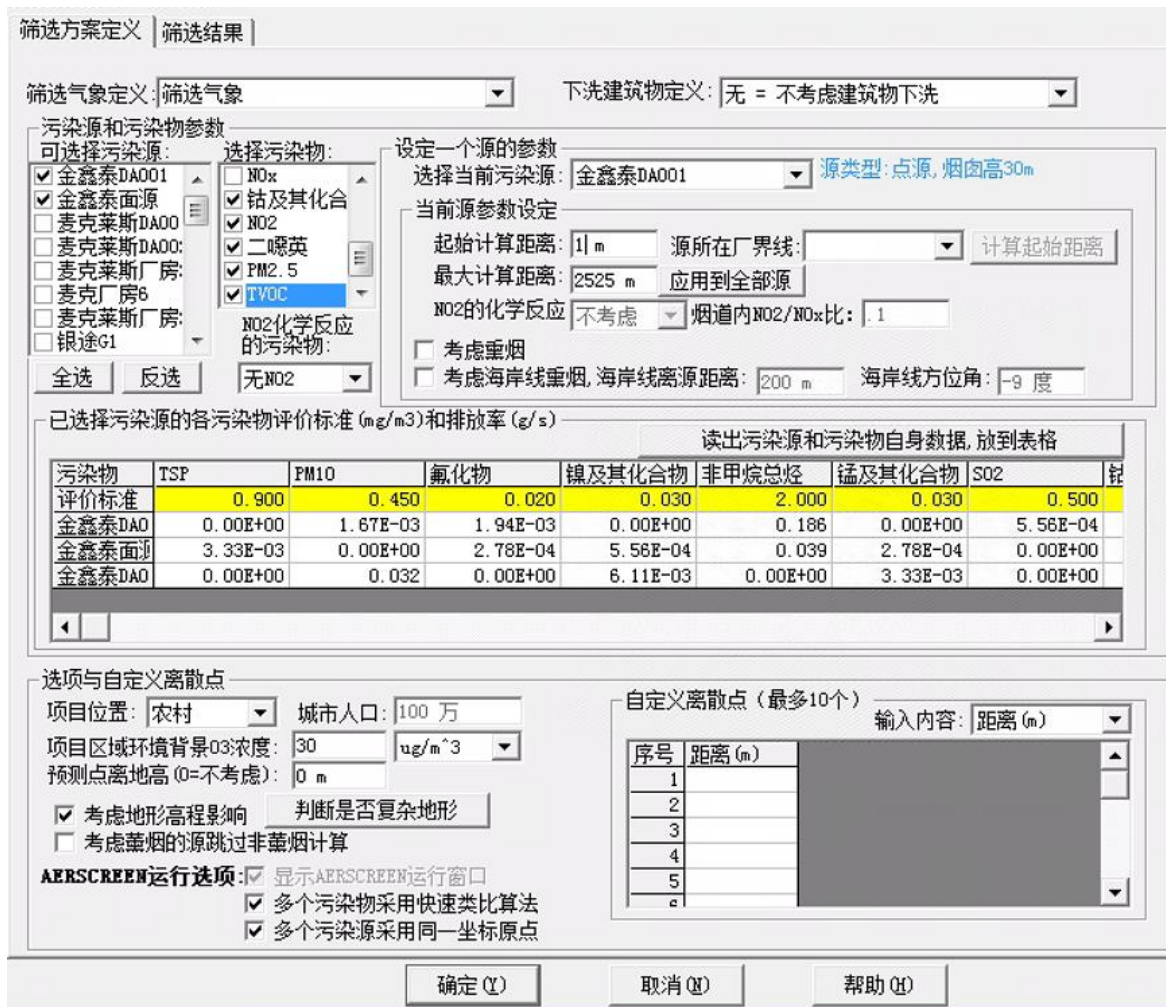 筛选方案定义 筛选结果
筛选气象定义: 筛选气象 下洗建筑物定义: 无 = 不考虑建筑物下洗
污染源和污染物参数
可选择污染源: 选择污染物:
金鑫泰DA001
金鑫泰面源
麦克莱斯DA00
麦克莱斯DA00:
麦克莱斯厂房:
麦克厂房6
麦克莱斯厂房:
银途G1
NOx
钴及其化合
NO2
二噁英
PM2.5
TVOC
全选 反选
NO2化学反应
的污染物:
无NO2
设定一个源的参数
选择当前污染源: 金鑫泰DA001 源类型:点源,烟囱高30m
当前源参数设定
起始计算距离: 1 m 源所在厂界线: 计算起始距离
最大计算距离: 2525 m 应用到全部源
NO2的化学反应 不考虑 烟道内NO2/NOx比: .1
考虑重烟
考虑海岸线重烟,海岸线离源距离: 200 m 海岸线方位角: -9 度
已选择污染源的各污染物评价标准(mg/m3)和排放率(g/s)
读出污染源和污染物自身数据,放到表格
污染物 TSP PM10 氟化物 镍及其化合物 非甲烷总烃 锰及其化合物 SO2 钴
评价标准 0.900 0.450 0.020 0.030 2.000 0.030 0.500
金鑫泰DA0 0.00E+00 1.67E-03 1.94E-03 0.00E+00 0.186 0.00E+00 5.56E-04
金鑫泰面源 3.33E-03 0.00E+00 2.78E-04 5.56E-04 0.039 2.78E-04 0.00E+00
金鑫泰DA0 0.00E+00 0.032 0.00E+00 6.11E-03 0.00E+00 3.33E-03 0.00E+00
选项与自定义离散点
项目位置: 农村 城市人口: 100 万
项目区域环境背景O3浓度: 30 ug/m^3
预测点离地高(0=不考虑): 0 m
考虑地形高程影响 判断是否复杂地形
考虑薰烟的源跳过非薰烟计算
AERSCREEN运行选项: 显示AERSCREEN运行窗口
多个污染物采用快速类比算法
多个污染源采用同一坐标原点
自定义离散点(最多10个)
输入内容: 距离(m)
序号 距离(m)
1
2
3
4
5
6
确定(Y) 取消(N) 帮助(H)